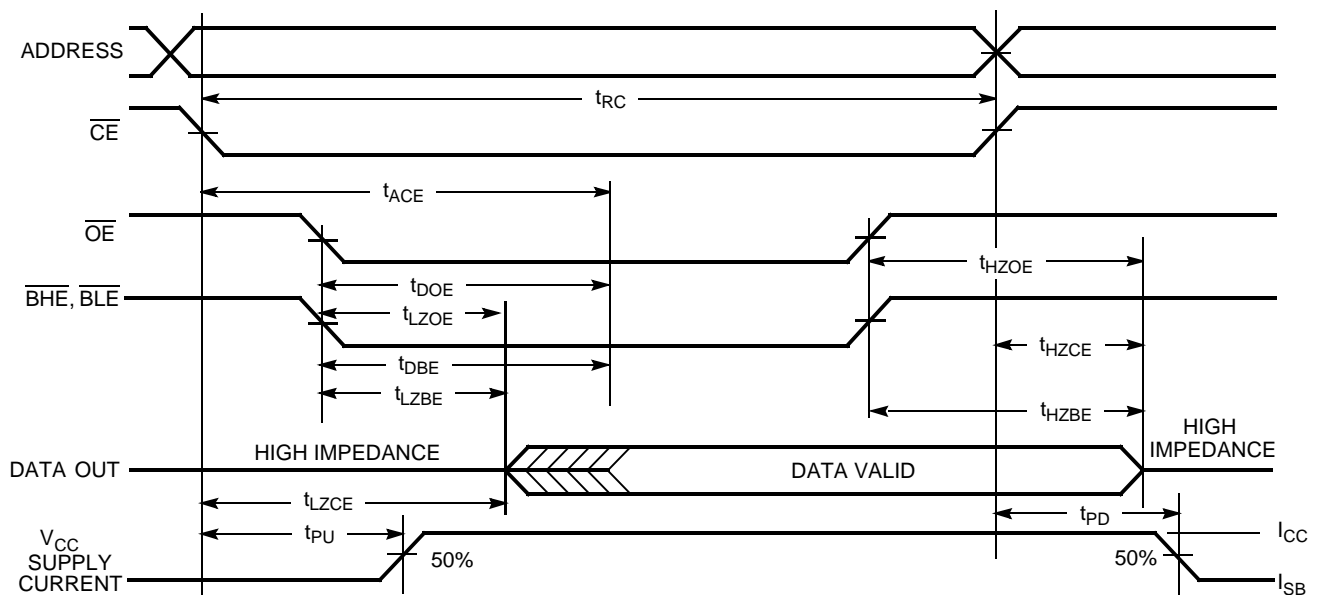 ADDRESS
tRC
CE
tACE
OE
tHZOE
tDOE
BHE, BLE
tLZOE
tHZCE
tDBE
tLZBE
tHZBE
HIGH IMPEDANCE
HIGH
IMPEDANCE
DATA OUT
DATA VALID
tLZCE
tPD
tPU
VCC
SUPPLY
CURRENT
50%
50%
ICC
ISB